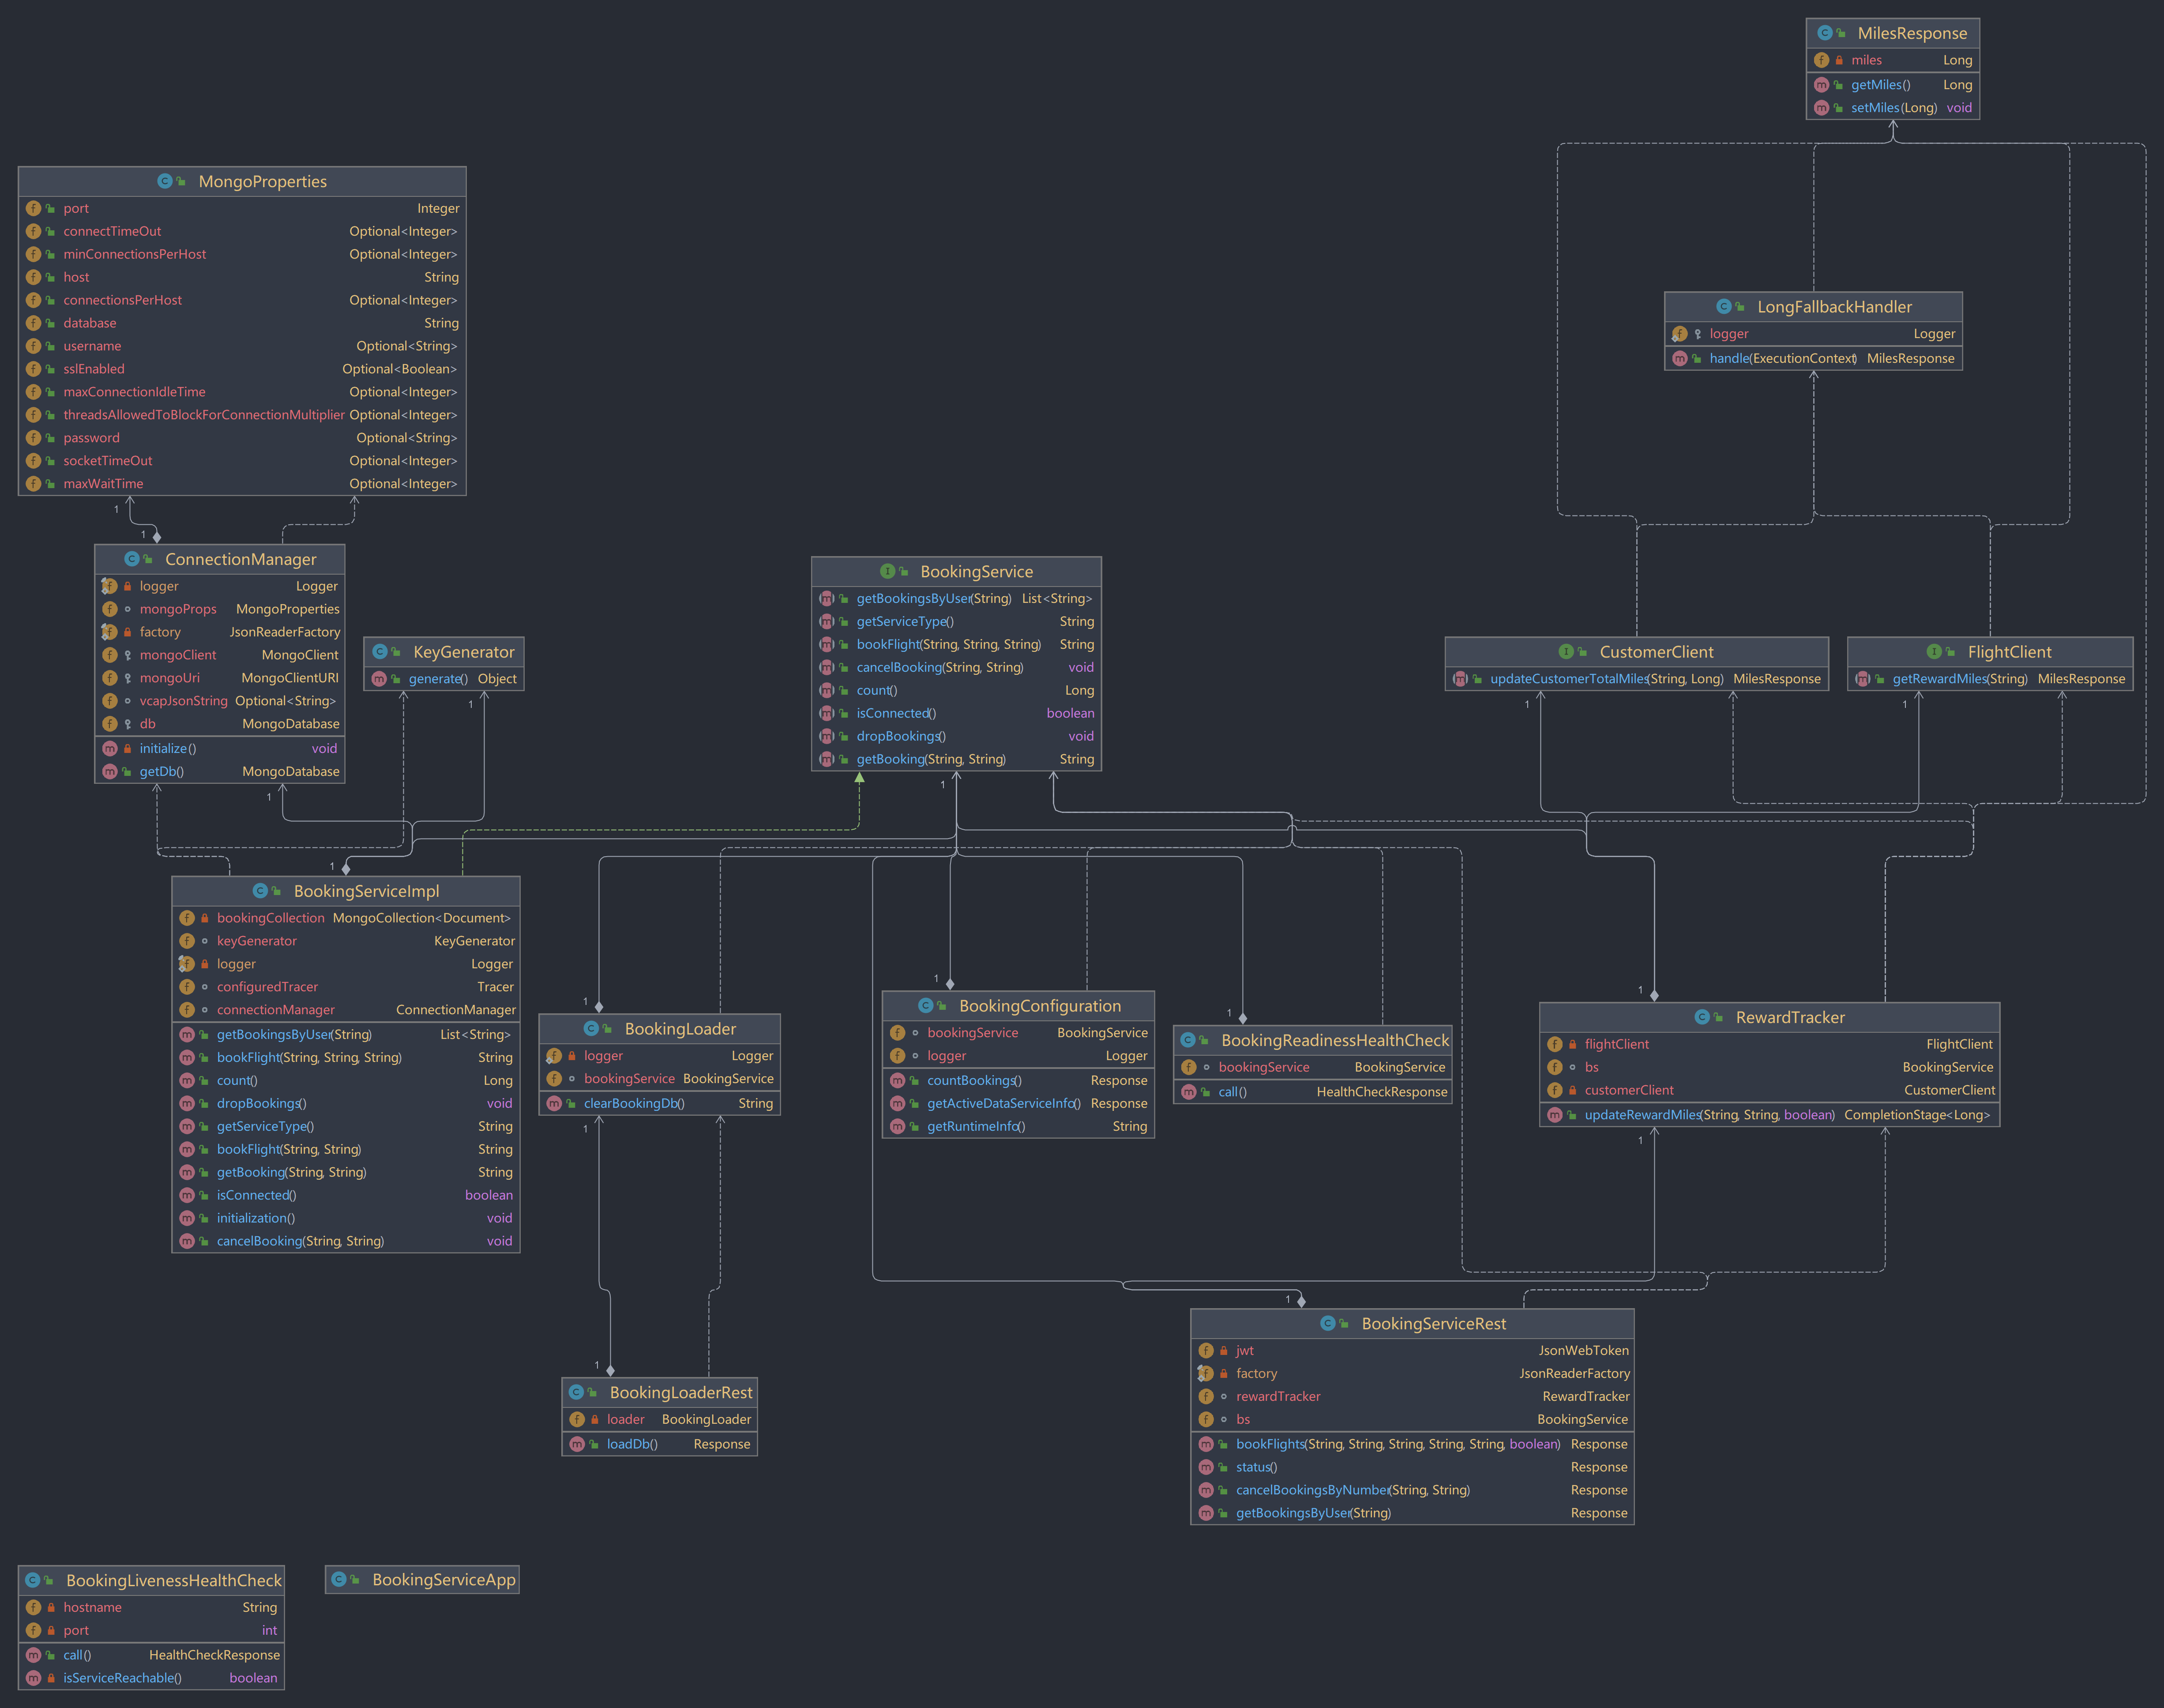 MilesResponse
miles Long
getMiles() Long
setMiles(Long) void
MongoProperties
port Integer
connectTimeOut Optional<Integer>
minConnectionsPerHost Optional<Integer>
host String
connectionsPerHost Optional<Integer>
database String
username Optional<String>
sslEnabled Optional<Boolean>
maxConnectionIdleTime Optional<Integer>
threadsAllowedToBlockForConnectionMultiplier Optional<Integer>
password Optional<String>
socketTimeOut Optional<Integer>
maxWaitTime Optional<Integer>
1
1
LongFallbackHandler
logger Logger
handle(ExecutionContext) MilesResponse
ConnectionManager
logger Logger
mongoProps MongoProperties
factory JsonReaderFactory
mongoClient MongoClient
mongoUri MongoClientURI
vcapJsonString Optional<String>
db MongoDatabase
initialize() void
getDb() MongoDatabase
1
KeyGenerator
generate() Object
1
BookingService
getBookingsByUser(String) List<String>
getServiceType() String
bookFlight(String, String, String) String
cancelBooking(String, String) void
count() Long
isConnected() boolean
dropBookings() void
getBooking(String, String) String
1
CustomerClient
updateCustomerTotalMiles(String, Long) MilesResponse
1
FlightClient
getRewardMiles(String) MilesResponse
1
1
BookingServiceImpl
bookingCollection MongoCollection<Document>
keyGenerator KeyGenerator
logger Logger
configuredTracer Tracer
connectionManager ConnectionManager
getBookingsByUser(String) List<String>
bookFlight(String, String, String) String
count() Long
dropBookings() void
getServiceType() String
bookFlight(String, String) String
getBooking(String, String) String
isConnected() boolean
initialization() void
cancelBooking(String, String) void
1
BookingLoader
logger Logger
bookingService BookingService
clearBookingDb() String
1
1
BookingConfiguration
bookingService BookingService
logger Logger
countBookings() Response
getActiveDataServiceInfo() Response
getRuntimeInfo() String
1
BookingReadinessHealthCheck
bookingService BookingService
call() HealthCheckResponse
1
RewardTracker
flightClient FlightClient
bs BookingService
customerClient CustomerClient
updateRewardMiles(String, String, boolean) CompletionStage<Long>
1
1
BookingLoaderRest
loader BookingLoader
loadDb() Response
1
BookingServiceRest
jwt JsonWebToken
factory JsonReaderFactory
rewardTracker RewardTracker
bs BookingService
bookFlights(String, String, String, String, String, boolean) Response
status() Response
cancelBookingsByNumber(String, String) Response
getBookingsByUser(String) Response
BookingLivenessHealthCheck
hostname String
port int
call() HealthCheckResponse
isServiceReachable() boolean
BookingServiceApp